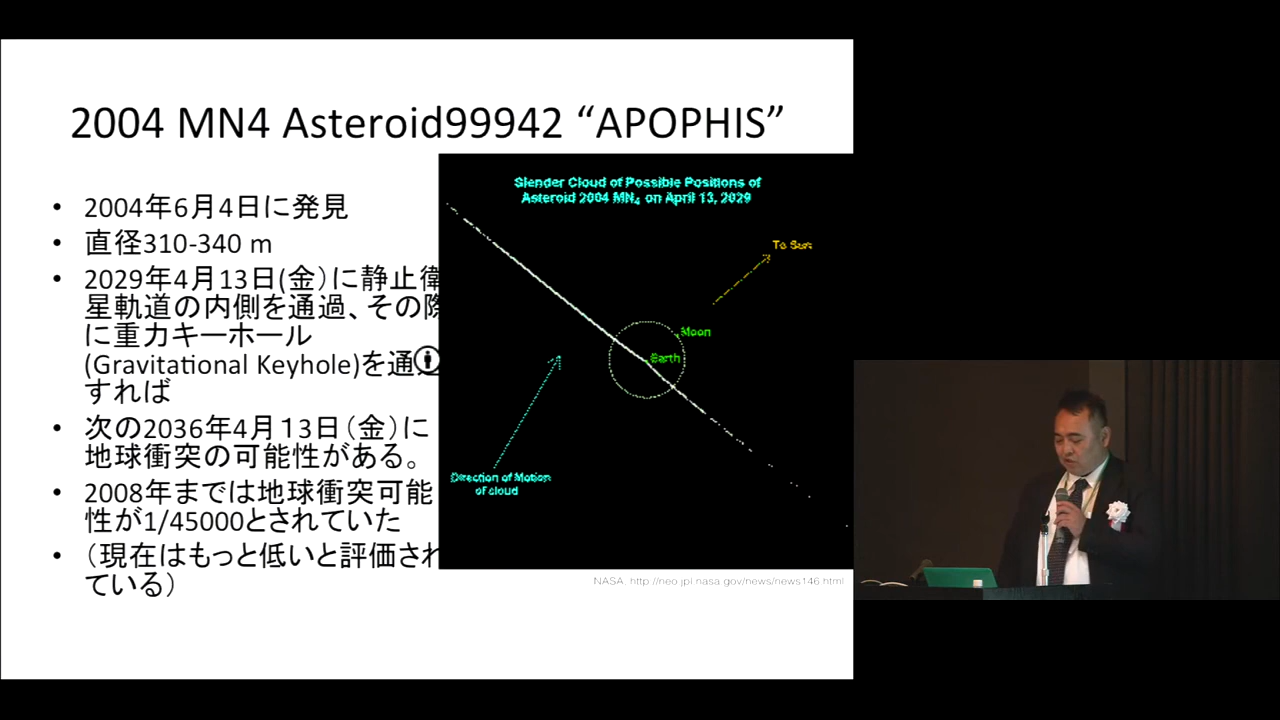 2004 MN4 Asteroid99942 “APOPHIS”
• 2004年6月4日に発見
• 直径310-340 m
• 2029年4月13日(金)に静止衛
星軌道の内側を通過、その際
に重力キーホール
(Gravitational Keyhole)を通
すれば
• 次の2036年4月13日(金)に
地球衝突の可能性がある。
• 2008年までは地球衝突可能
性が1/45000とされていた
• (現在はもっと低いと評価され
ている)
Slender Cloud of Possible Positions of
Asteroid 2004 MN4 on April 13, 2029
To Sun
Moon
Earth
Direction of Motion
of cloud
NASA, http://neo.jpl.nasa.gov/news/news146.html